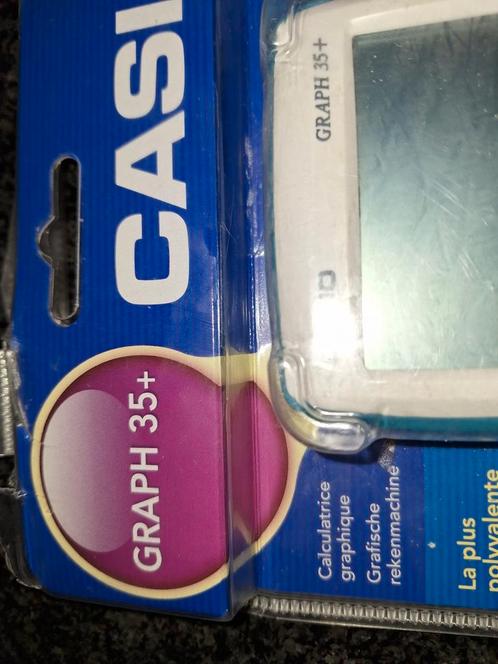 CASI
GRAPH 35+
GRAPH 35+
Calculatrice
graphique
Grafische
rekenmachine
La plus
polyvalente